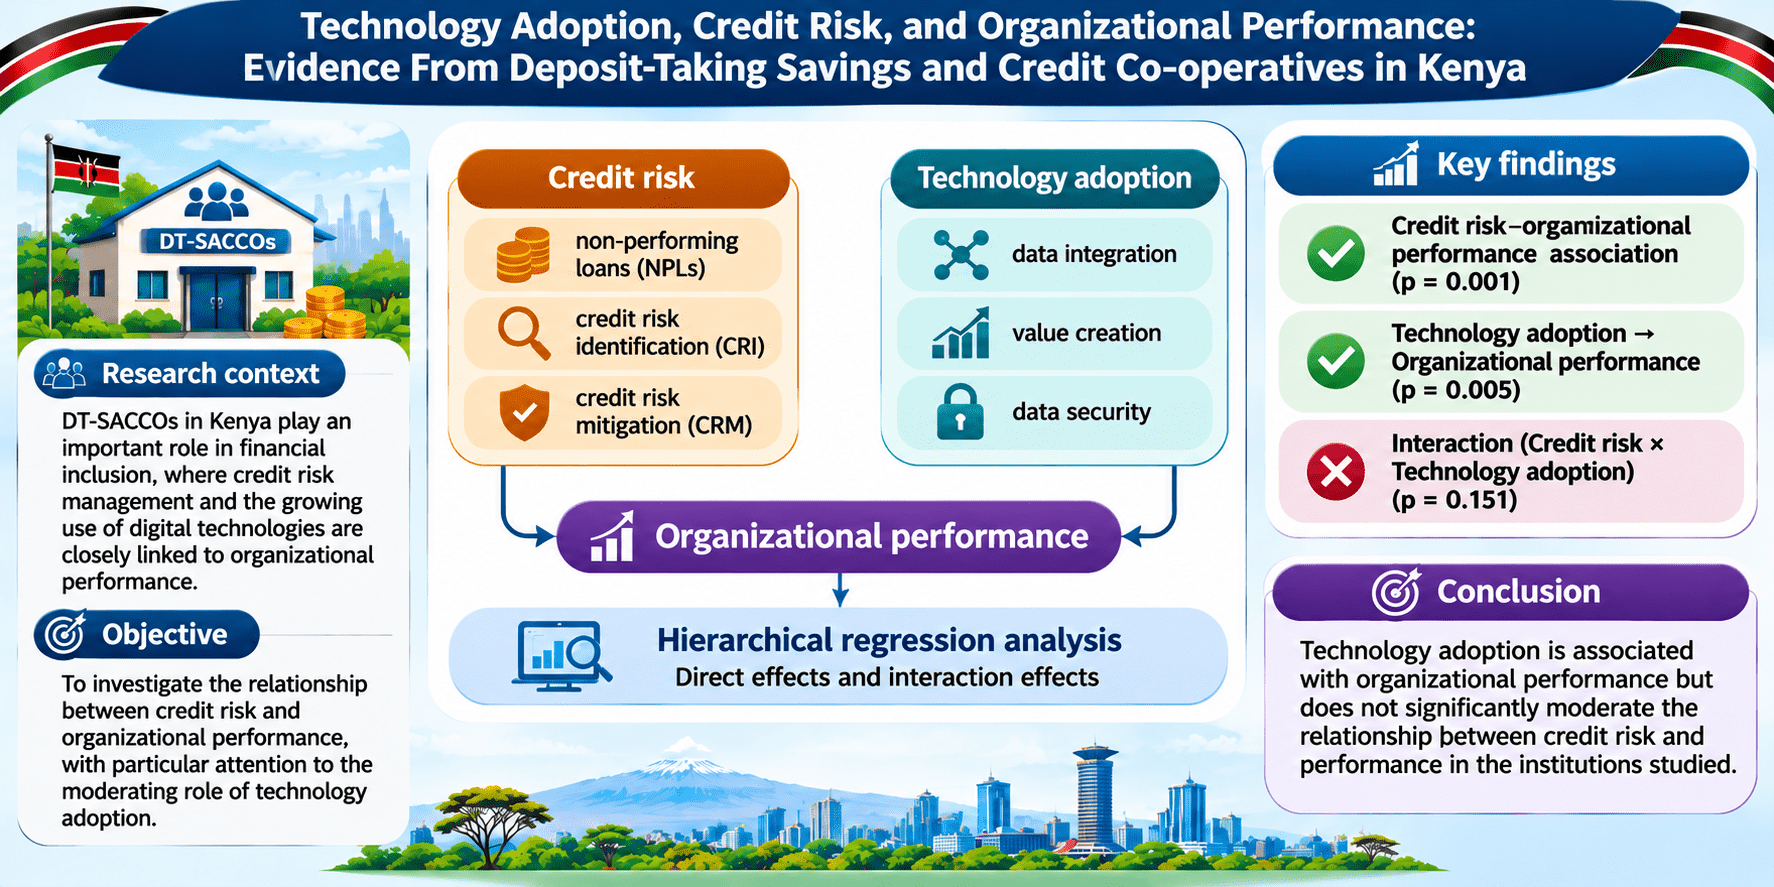 Technology Adoption, Credit Risk, and Organizational Performance:
Evidence From Deposit-Taking Savings and Credit Co-operatives in Kenya
DT-SACCOs
Research context
DT-SACCOs in Kenya play an
important role in financial
inclusion, where credit risk
management and the growing
use of digital technologies are
closely linked to organizational
performance.
Objective
To investigate the relationship
between credit risk and
organizational performance,
with particular attention to the
moderating role of technology
adoption.
Credit risk
non-performing
loans (NPLs)
credit risk
identification (CRI)
credit risk
mitigation (CRM)
Technology adoption
data integration
value creation
data security
Organizational performance
Hierarchical regression analysis
Direct effects and interaction effects
Key findings
Credit risk–organizational
performance association
(p = 0.001)
Technology adoption →
Organizational performance
(p = 0.005)
Interaction (Credit risk ×
Technology adoption)
(p = 0.151)
Conclusion
Technology adoption is associated
with organizational performance but
does not significantly moderate the
relationship between credit risk and
performance in the institutions studied.